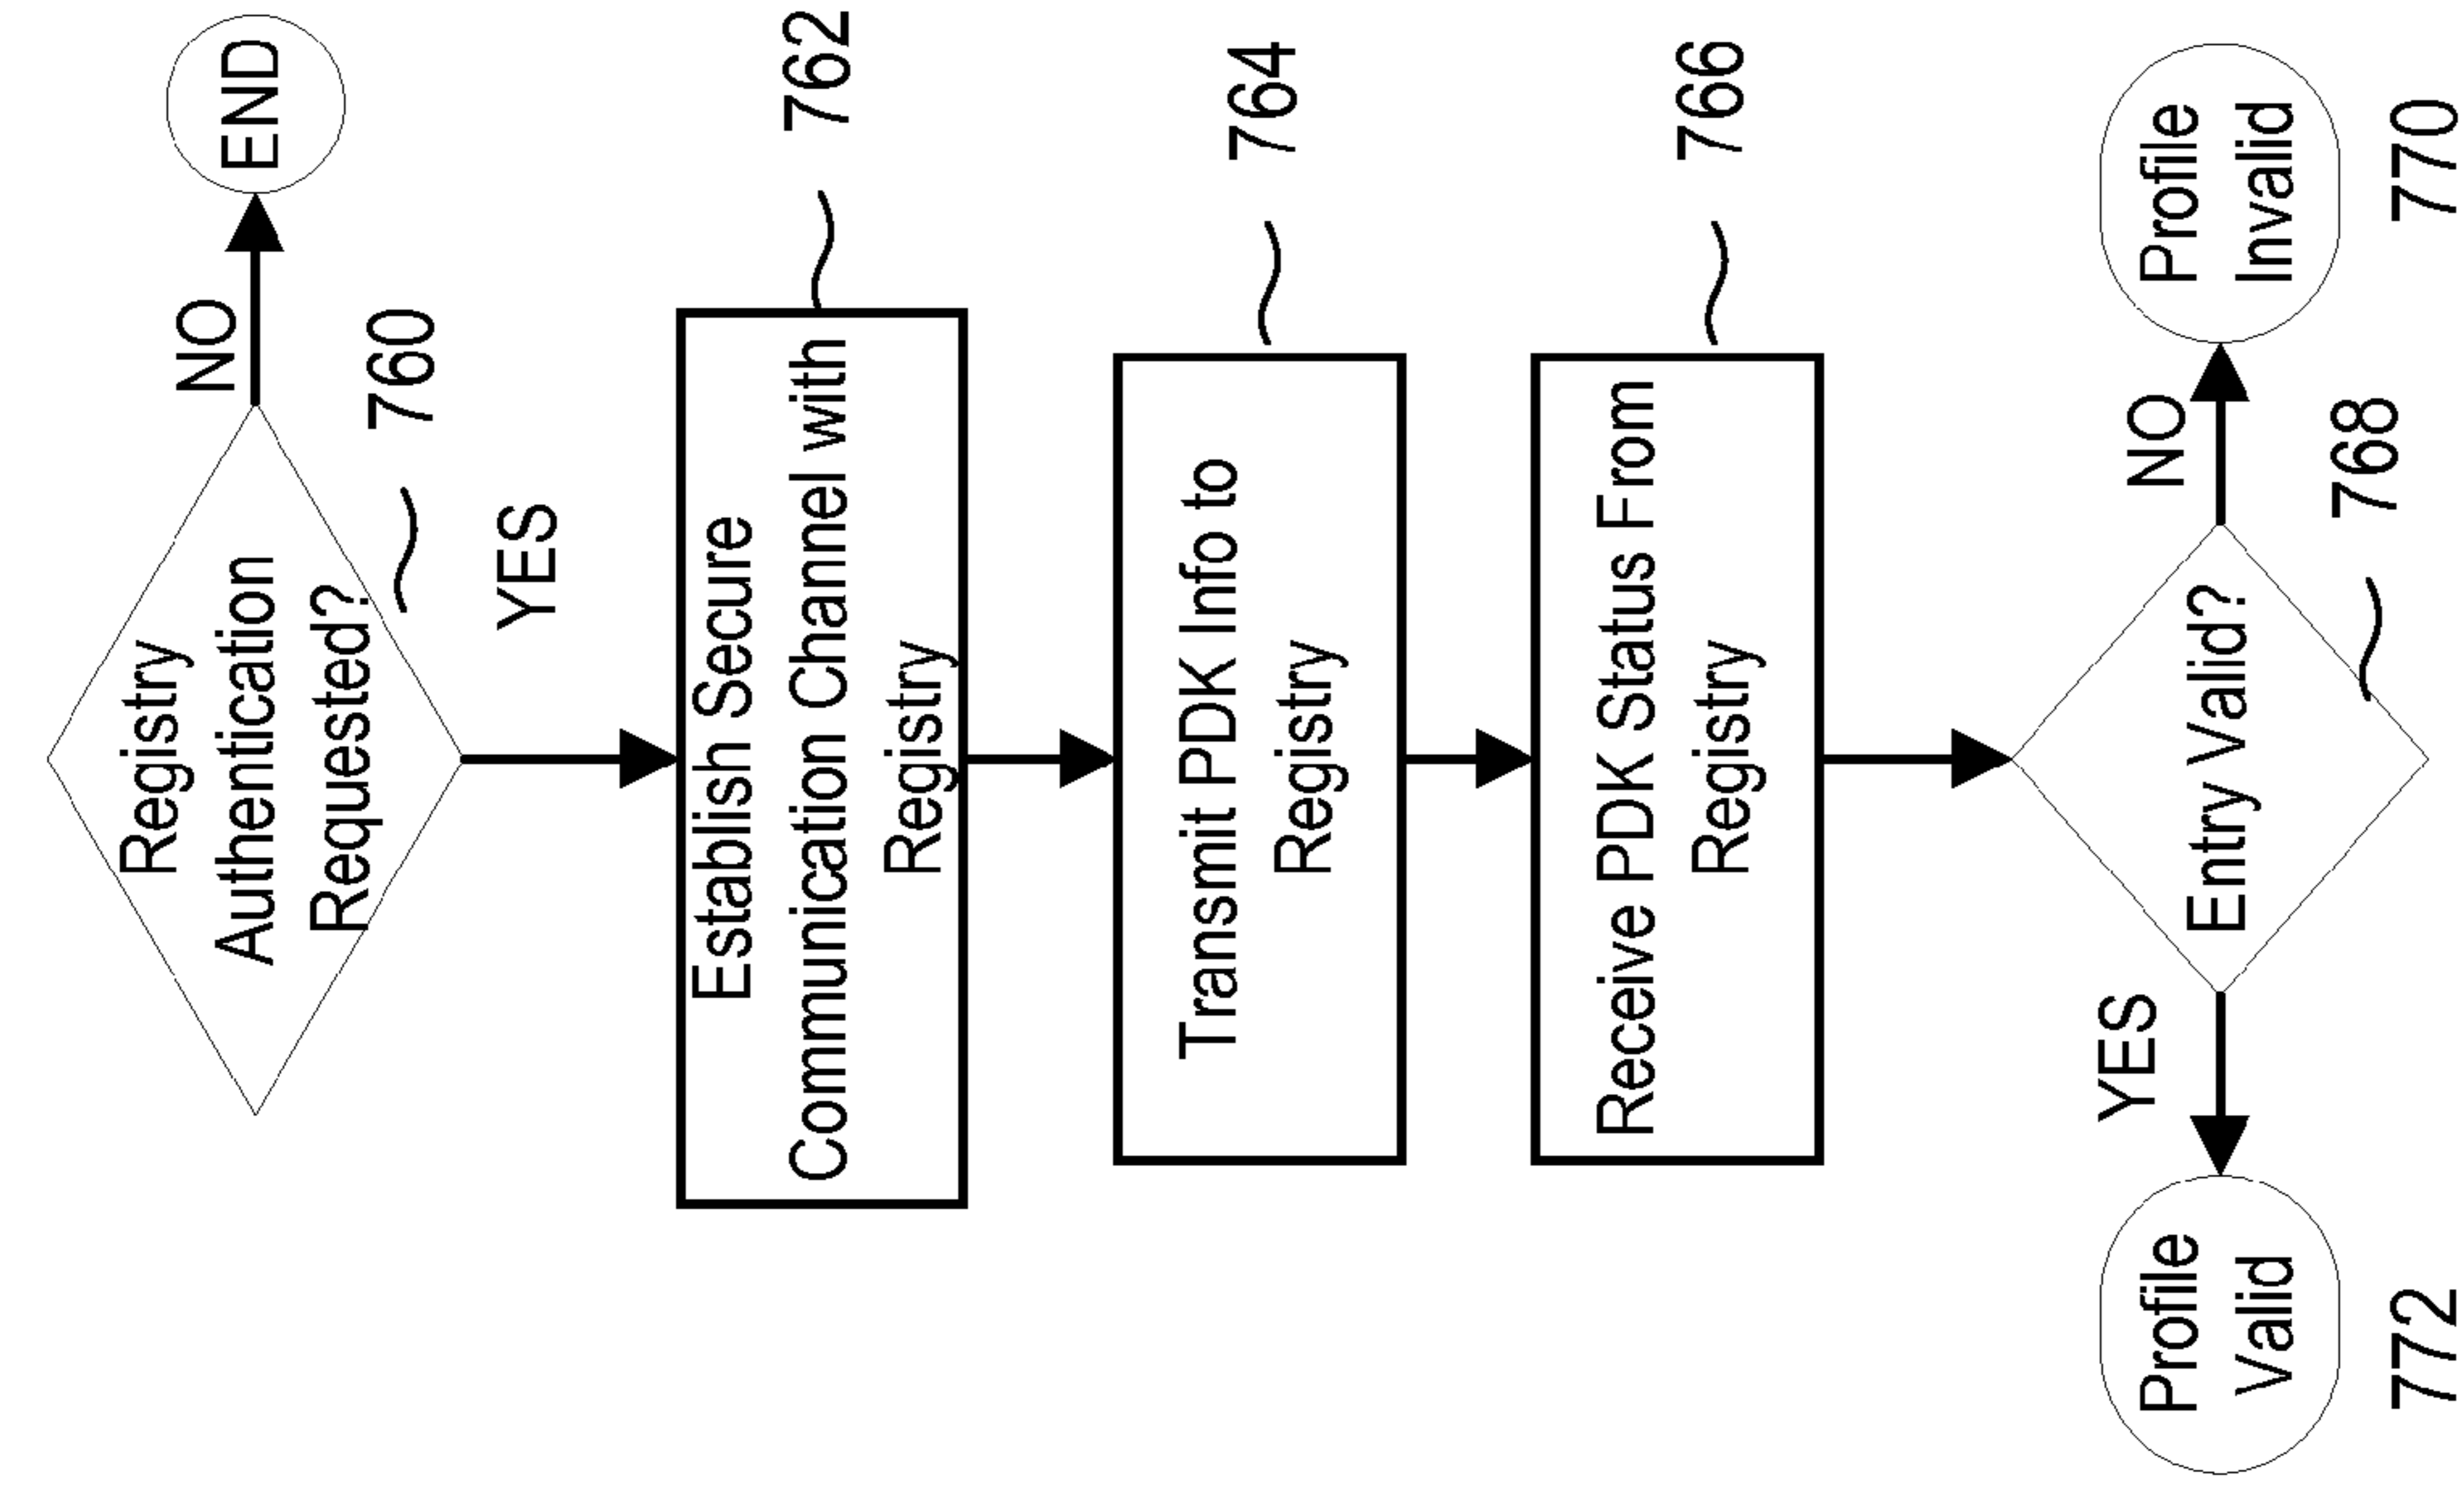 Registry
Authentication
Requested?
NO
END
760
YES
Establish Secure
Communication Channel with
Registry
762
Transmit PDK Info to
Registry
764
Receive PDK Status From
Registry
766
YES
Entry Valid?
NO
768
Profile
Valid
772
Profile
Invalid
770